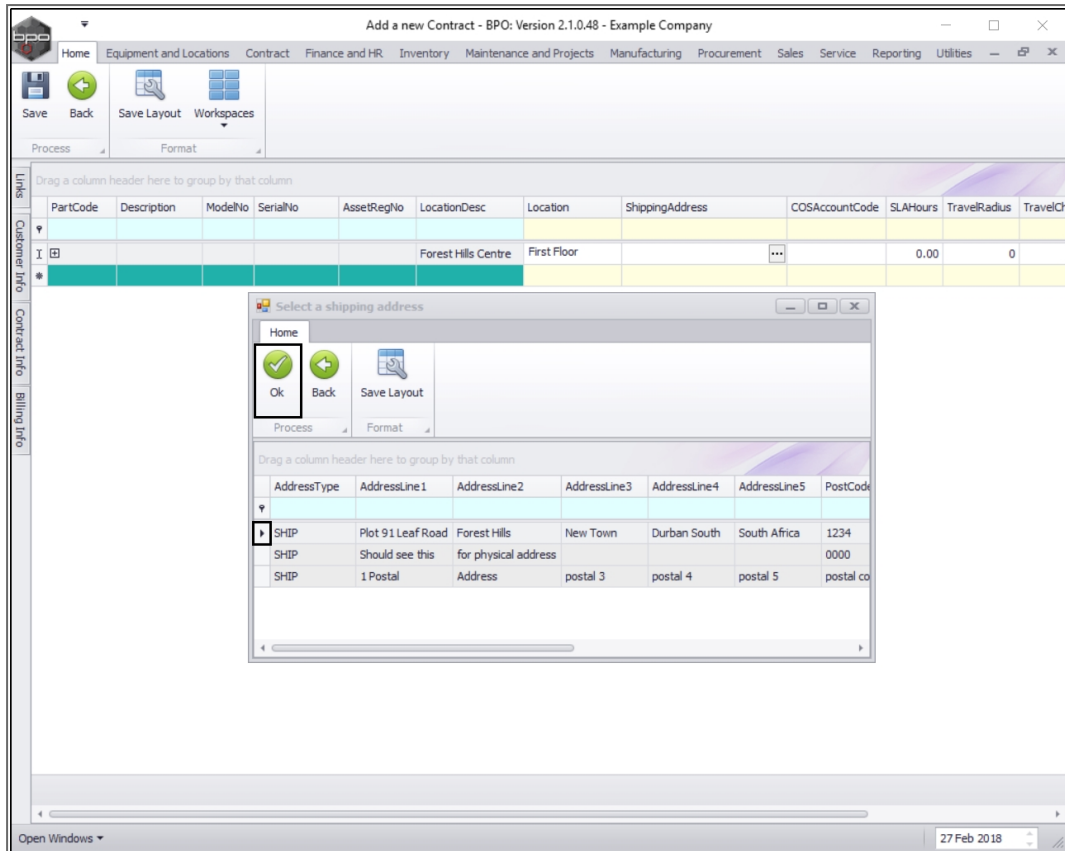 Add a new Contract - BPO: Version 2.1.0.48 - Example Company
bpo
Home Equipment and Locations Contract Finance and HR Inventory Maintenance and Projects Manufacturing Procurement Sales Service Reporting Utilities
Save Back Save Layout Workspaces
Process Format
Links
Customer Info
Contract Info
Billing Info
Drag a column header here to group by that column
PartCode Description ModelNo SerialNo AssetRegNo LocationDesc Location ShippingAddress COSAccountCode SLAHours TravelRadius TravelCh
Forest Hills Centre First Floor ... 0.00 0
Select a shipping address
Home
Ok Back Save Layout
Process Format
Drag a column header here to group by that column
AddressType AddressLine1 AddressLine2 AddressLine3 AddressLine4 AddressLine5 PostCode
SHIP Plot 91 Leaf Road Forest Hills New Town Durban South South Africa 1234
SHIP Should see this for physical address 0000
SHIP 1 Postal Address postal 3 postal 4 postal 5 postal co
Open Windows 27 Feb 2018